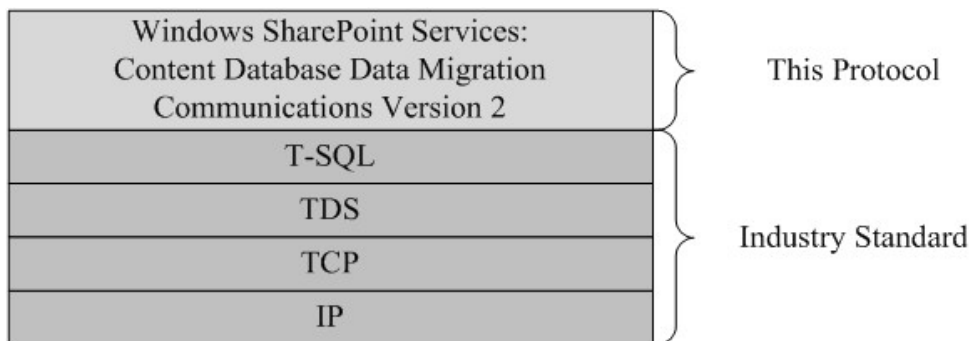 Windows SharePoint Services:
Content Database Data Migration
Communications Version 2
This Protocol
T-SQL
TDS
TCP
IP
Industry Standard